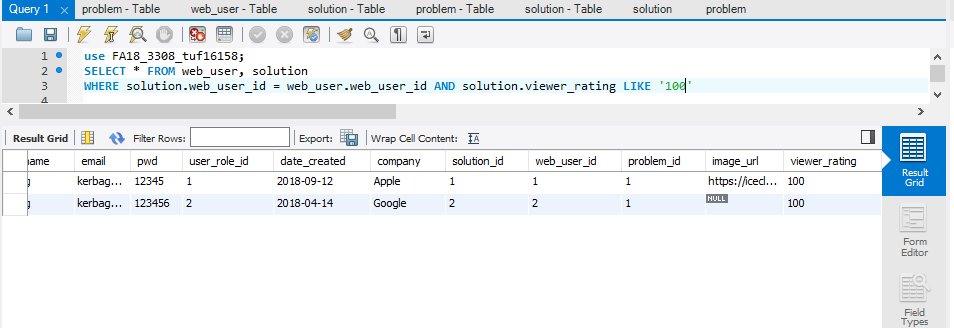 Query 1 problem - Table web_user - Table solution - Table problem - Table solution - Table solution problem
1 use FA18_3308_tuf16158;
2 SELECT * FROM web_user, solution
3 WHERE solution.web_user_id = web_user.web_user_id AND solution.viewer_rating LIKE '100'
4
Result Grid Filter Rows: Export: Wrap Cell Content:
name email pwd user_role_id date_created company solution_id web_user_id problem_id image_url viewer_rating
g kerbag... 12345 1 2018-09-12 Apple 1 1 1 https://icecl... 100
g kerbag... 123456 2 2018-04-14 Google 2 2 1 NULL 100
Result
Grid
Form
Editor
Field
Types